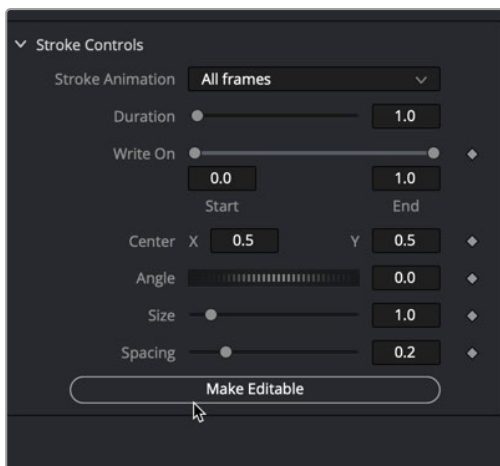 Stroke Controls
Stroke Animation All frames
Duration 1.0
Write On
0.0 1.0
Start End
Center X 0.5 Y 0.5
Angle 0.0
Size 1.0
Spacing 0.2
Make Editable